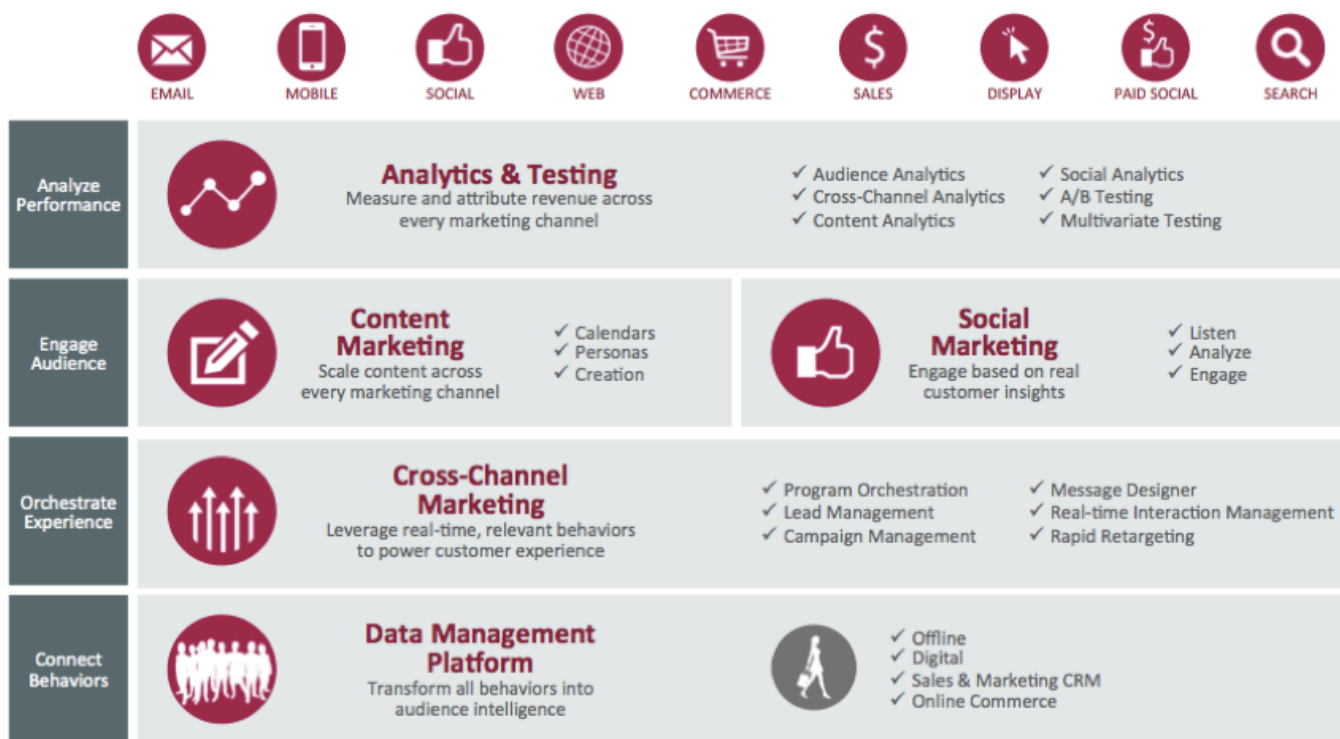 EMAIL
MOBILE
SOCIAL
WEB
COMMERCE
SALES
DISPLAY
PAID SOCIAL
SEARCH
Analyze
Performance
Analytics & Testing
Measure and attribute revenue across
every marketing channel
✓ Audience Analytics
✓ Cross-Channel Analytics
✓ Content Analytics
✓ Social Analytics
✓ A/B Testing
✓ Multivariate Testing
Engage
Audience
Content
Marketing
Scale content across
every marketing channel
✓ Calendars
✓ Personas
✓ Creation
Social
Marketing
Engage based on real
customer insights
✓ Listen
✓ Analyze
✓ Engage
Orchestrate
Experience
Cross-Channel
Marketing
Leverage real-time, relevant behaviors
to power customer experience
✓ Program Orchestration
✓ Lead Management
✓ Campaign Management
✓ Message Designer
✓ Real-time Interaction Management
✓ Rapid Retargeting
Connect
Behaviors
Data Management
Platform
Transform all behaviors into
audience intelligence
✓ Offline
✓ Digital
✓ Sales & Marketing CRM
✓ Online Commerce